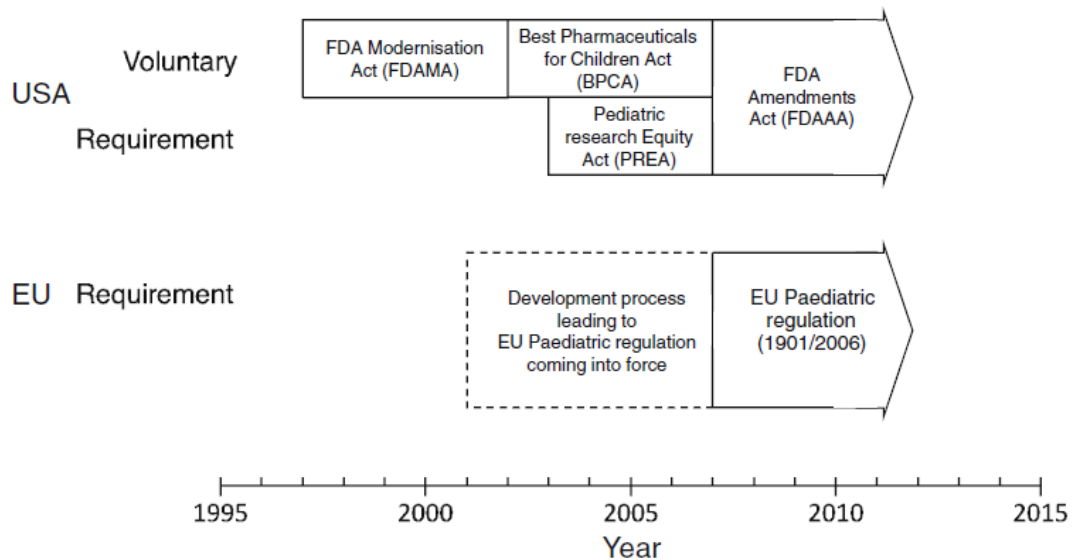 Voluntary
USA
Requirement
FDA Modernisation
Act (FDAMA)
Best Pharmaceuticals
for Children Act
(BPCA)
Pediatric
research Equity
Act (PREA)
FDA
Amendments
Act (FDAAA)
EU
Requirement
Development process
leading to
EU Paediatric regulation
coming into force
EU Paediatric
regulation
(1901/2006)
1995
2000
2005
2010
2015
Year